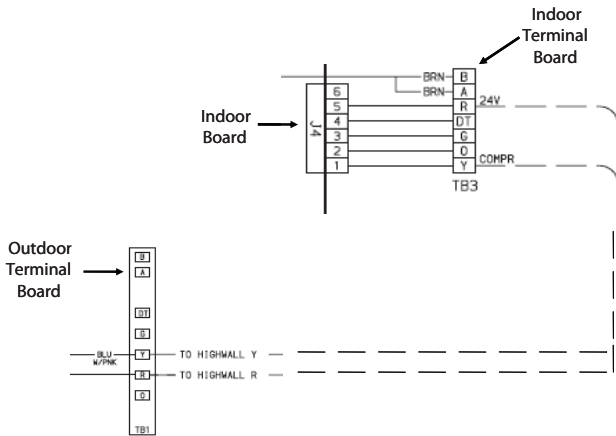 Indoor
Terminal
Board
BRN B
BRN A
6
5 R 24V
4 DT
3 G
2 O
1 Y COMPR
J4
TB3
Indoor
Board
Outdoor
Terminal
Board
B
A
DT
G
BLU Y TO HIGHWALL Y
W/PNK
R TO HIGHWALL R
O
TB1